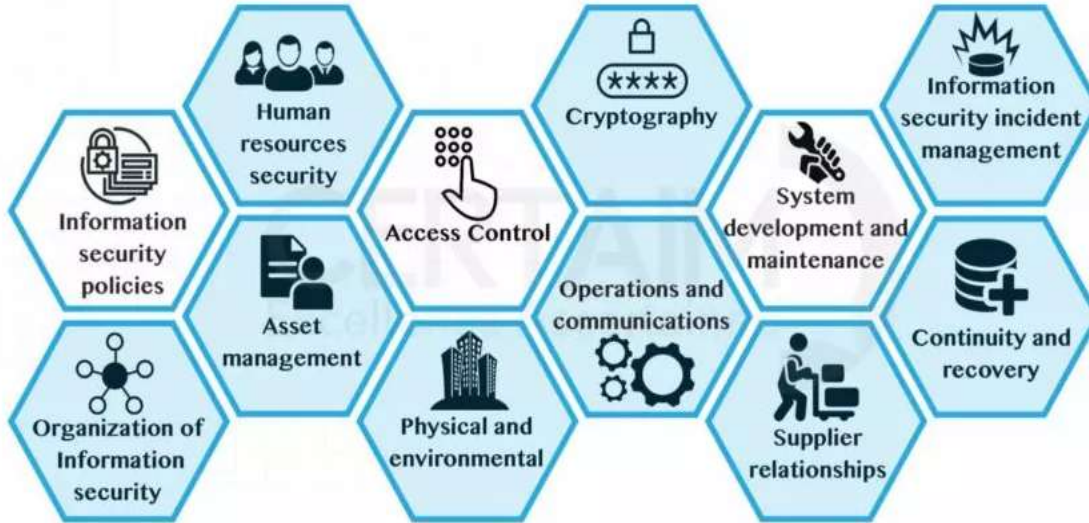 Human
resources
security
****
Cryptography
Information
security incident
management
Information
security
policies
Access Control
System
development and
maintenance
Asset
management
Operations and
communications
Continuity and
recovery
Organization of
Information
security
Physical and
environmental
Supplier
relationships
CERTAIM